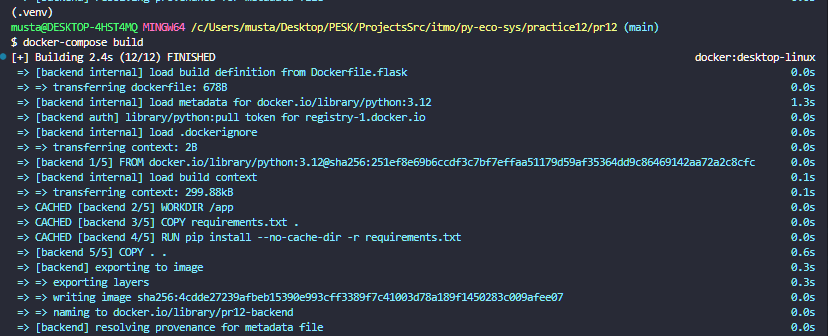 (.venv)
musta@DESKTOP-4HST4MQ MINGW64 /c/Users/musta/Desktop/PESK/ProjectsSrc/itmo/py-eco-sys/practice12/pr12 (main)
$ docker-compose build
[+] Building 2.4s (12/12) FINISHED docker:desktop-linux
=> [backend internal] load build definition from Dockerfile.flask 0.0s
=> => transferring dockerfile: 678B 0.0s
=> [backend internal] load metadata for docker.io/library/python:3.12 1.3s
=> [backend auth] library/python:pull token for registry-1.docker.io 0.0s
=> [backend internal] load .dockerignore 0.0s
=> => transferring context: 2B 0.0s
=> [backend 1/5] FROM docker.io/library/python:3.12@sha256:251ef8e69b6ccdf3c7bf7effaa51179d59af35364dd9c86469142aa72a2c8cfc 0.0s
=> [backend internal] load build context 0.1s
=> => transferring context: 299.88kB 0.1s
=> CACHED [backend 2/5] WORKDIR /app 0.0s
=> CACHED [backend 3/5] COPY requirements.txt . 0.0s
=> CACHED [backend 4/5] RUN pip install --no-cache-dir -r requirements.txt 0.0s
=> [backend 5/5] COPY . . 0.6s
=> [backend] exporting to image 0.3s
=> => exporting layers 0.3s
=> => writing image sha256:4cdde27239afbeb15390e993cff3389f7c41003d78a189f1450283c009afee07 0.0s
=> => naming to docker.io/library/pr12-backend 0.0s
=> [backend] resolving provenance for metadata file 0.0s